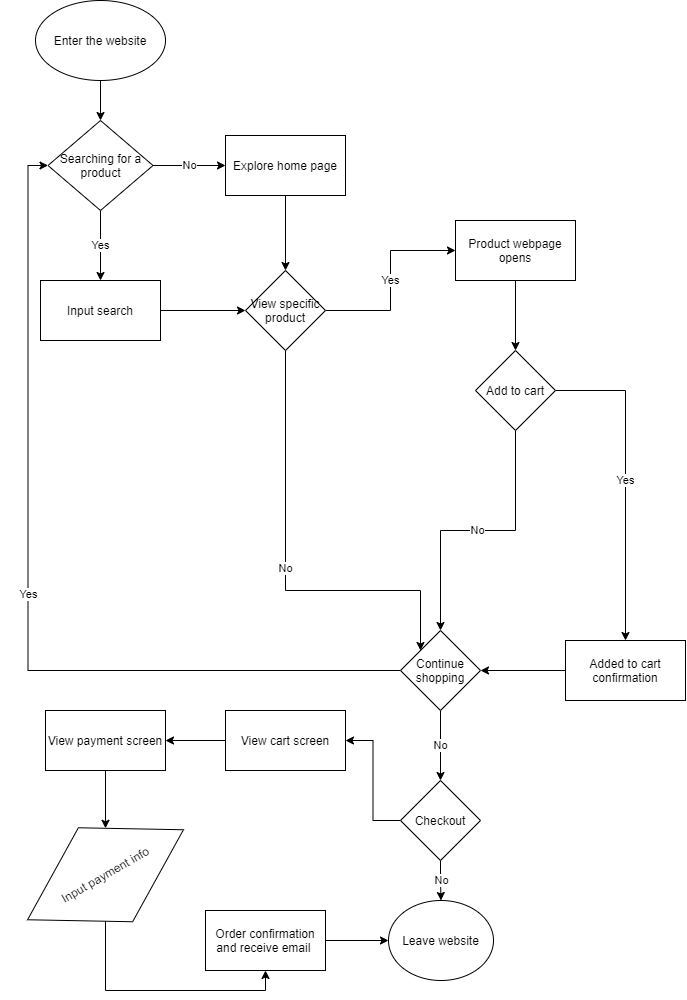 Enter the website
Searching for a
product
No
Explore home page
Yes
Product webpage
opens
Input search
View specific
product
Yes
Add to cart
Yes
No
No
Yes
Continue
shopping
Added to cart
confirmation
View payment screen
View cart screen
No
Checkout
Input payment info
No
Order confirmation
and receive email
Leave website